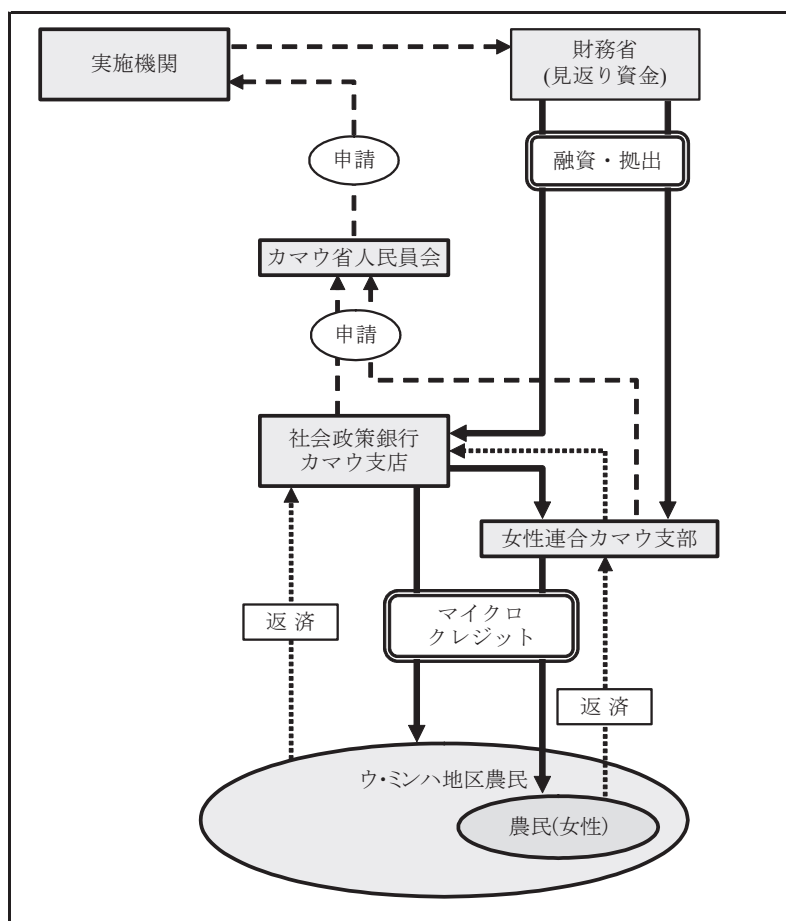 実施機関
財務省
(見返り資金)
融資・拠出
申請
カマウ省人民員会
申請
社会政策銀行
カマウ支店
女性連合カマウ支部
マイクロ
クレジット
返 済
返 済
ウ・ミンハ地区農民
農民(女性)